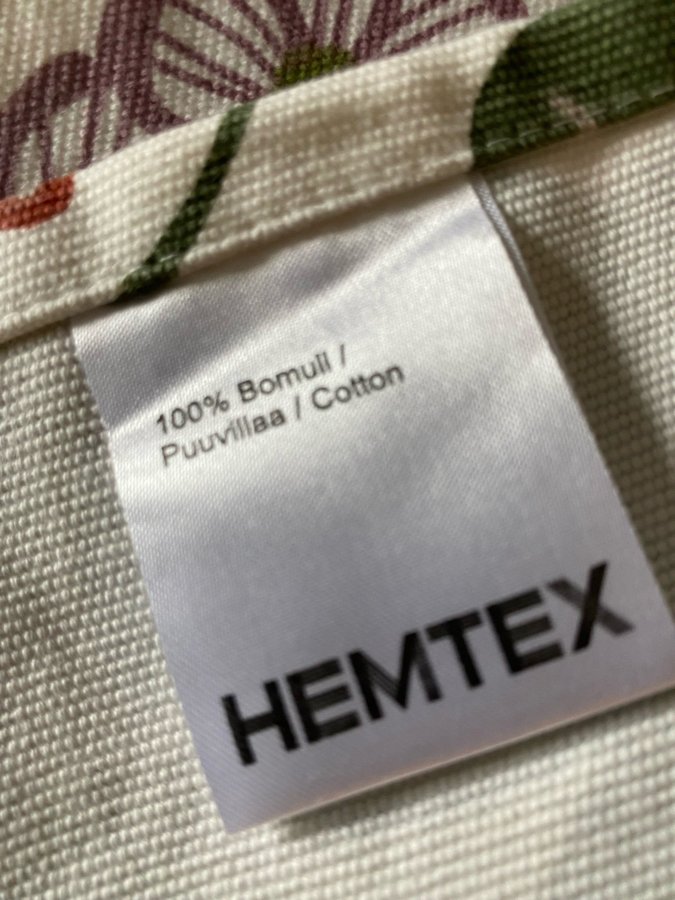 100% Bomull /
Puuvillaa / Cotton
HEMTEX